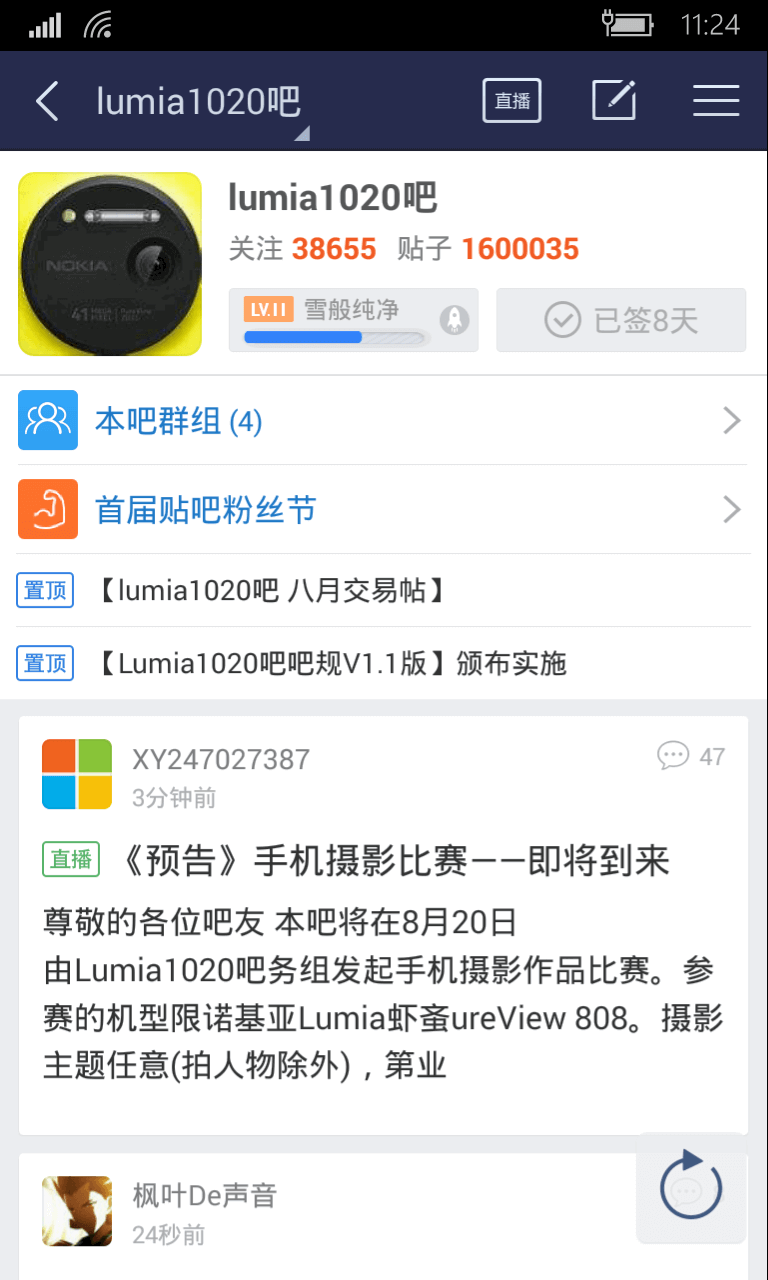 11:24
lumia1020吧
直播
lumia1020吧
关注 38655 贴子 1600035
NOKIA
LV.11 雪般纯净
已签8天
本吧群组 (4)
首届贴吧粉丝节
置顶 【lumia1020吧 八月交易帖】
置顶 【Lumia1020吧吧规V1.1版】颁布实施
XY247027387
47
3分钟前
直播 《预告》手机摄影比赛——即将到来
尊敬的各位吧友 本吧将在8月20日
由Lumia1020吧务组发起手机摄影作品比赛。参
赛的机型限诺基亚Lumia虾蚤ureView 808。摄影
主题任意(拍人物除外)，第业
枫叶De声音
24秒前